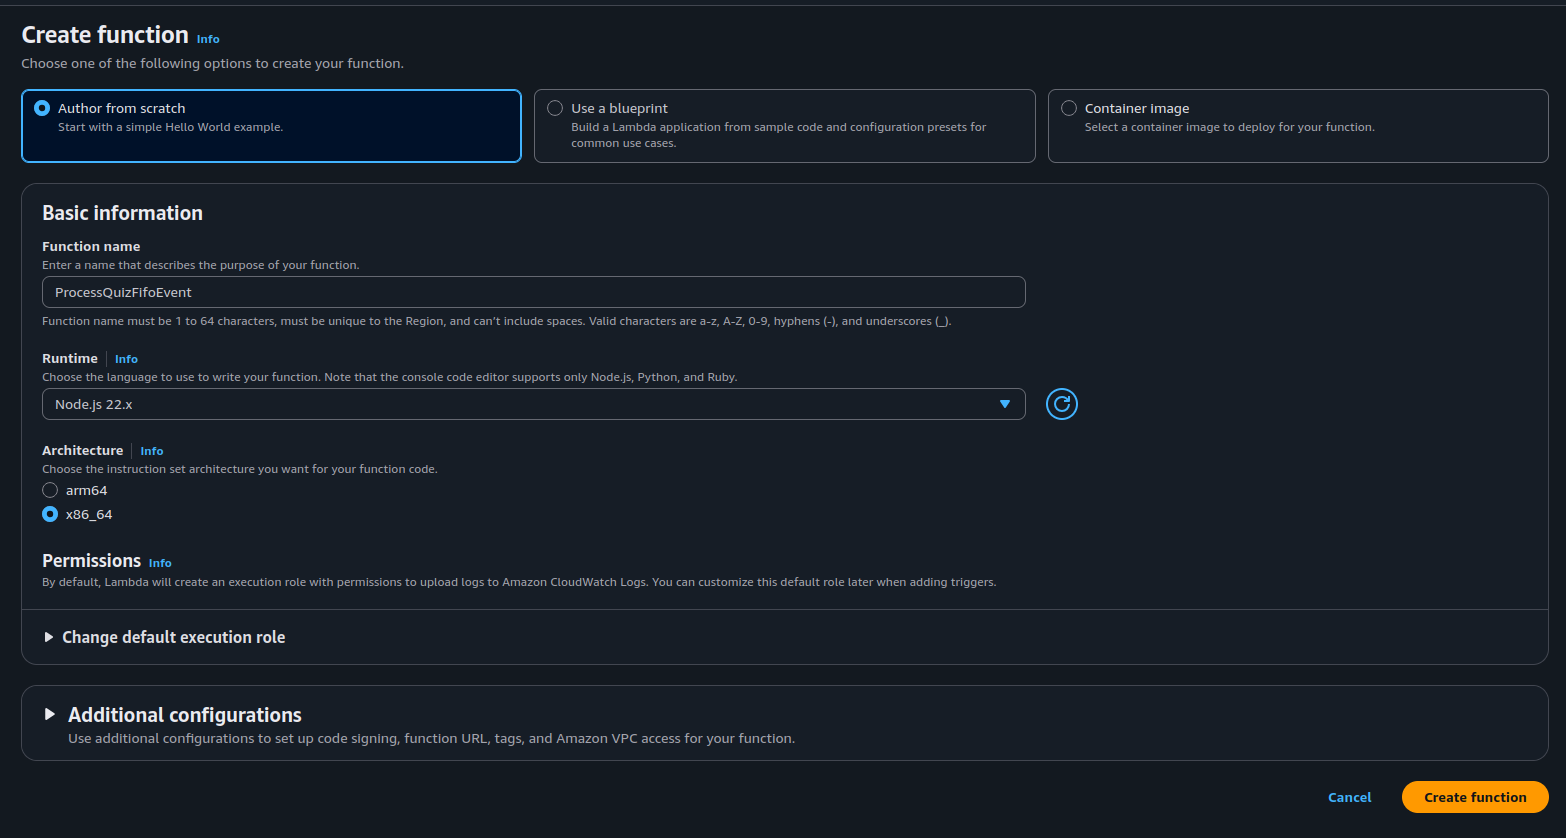 Create function Info
Choose one of the following options to create your function.
Author from scratch
Start with a simple Hello World example.
Use a blueprint
Build a Lambda application from sample code and configuration presets for
common use cases.
Container image
Select a container image to deploy for your function.
Basic information
Function name
Enter a name that describes the purpose of your function.
ProcessQuizFifoEvent
Function name must be 1 to 64 characters, must be unique to the Region, and can't include spaces. Valid characters are a-z, A-Z, 0-9, hyphens (-), and underscores (_).
Runtime Info
Choose the language to use to write your function. Note that the console code editor supports only Node.js, Python, and Ruby.
Node.js 22.x
Architecture Info
Choose the instruction set architecture you want for your function code.
arm64
x86_64
Permissions Info
By default, Lambda will create an execution role with permissions to upload logs to Amazon CloudWatch Logs. You can customize this default role later when adding triggers.
Change default execution role
Additional configurations
Use additional configurations to set up code signing, function URL, tags, and Amazon VPC access for your function.
Cancel
Create function